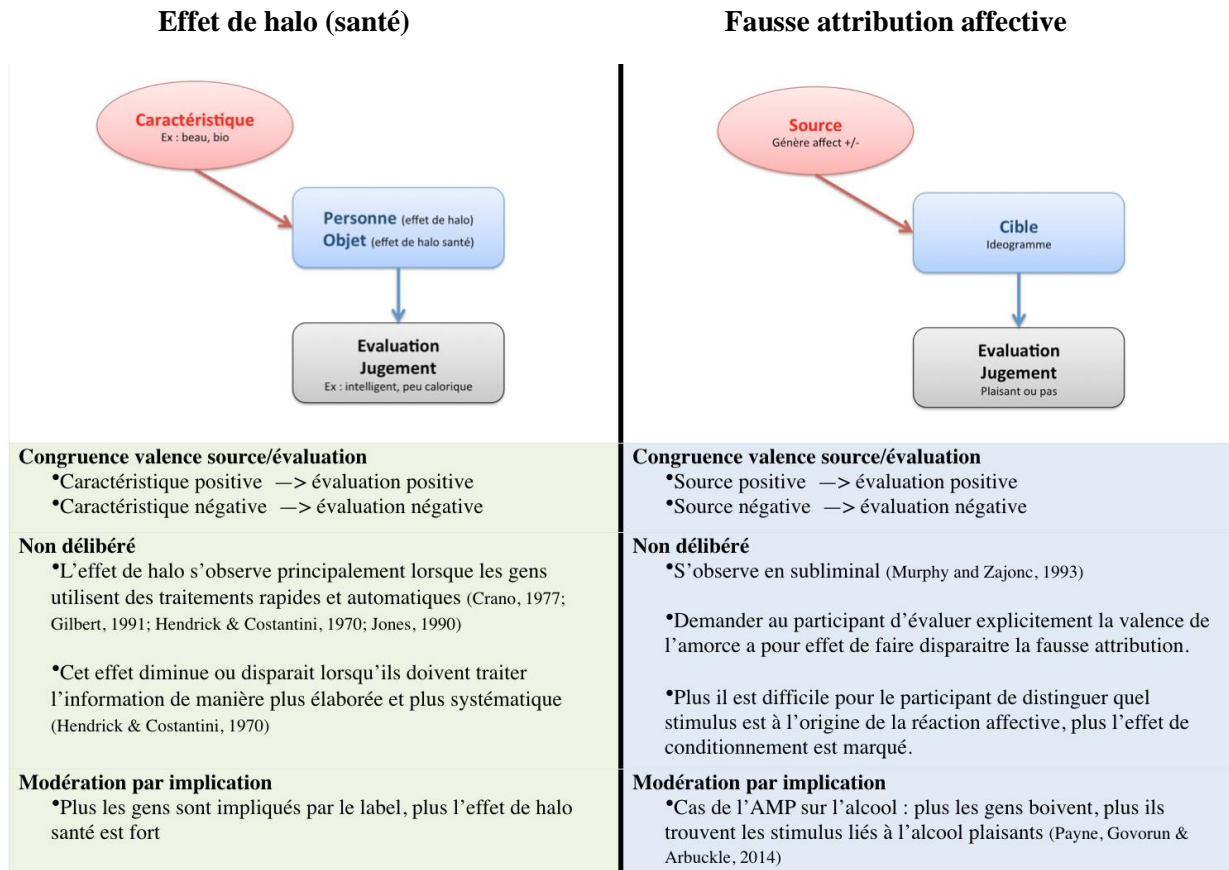 Effet de halo (santé)
Caractéristique
Ex : beau, bio
Personne (effet de halo)
Objet (effet de halo santé)
Evaluation
Jugement
Ex : intelligent, peu calorique
Congruence valence source/évaluation
•Caractéristique positive —> évaluation positive
•Caractéristique négative —> évaluation négative
Non délibéré
•L’effet de halo s’observe principalement lorsque les gens
utilisent des traitements rapides et automatiques (Crano, 1977;
Gilbert, 1991; Hendrick & Costantini, 1970; Jones, 1990)
•Cet effet diminue ou disparait lorsqu’ils doivent traiter
l’information de manière plus élaborée et plus systématique
(Hendrick & Costantini, 1970)
Modération par implication
•Plus les gens sont impliqués par le label, plus l’effet de halo
santé est fort
Fausse attribution affective
Source
Génère affect +/-
Cible
Ideogramme
Evaluation
Jugement
Plaisant ou pas
Congruence valence source/évaluation
•Source positive —> évaluation positive
•Source négative —> évaluation négative
Non délibéré
•S’observe en subliminal (Murphy and Zajonc, 1993)
•Demander au participant d’évaluer explicitement la valence de
l’amorce a pour effet de faire disparaitre la fausse attribution.
•Plus il est difficile pour le participant de distinguer quel
stimulus est à l’origine de la réaction affective, plus l’effet de
conditionnement est marqué.
Modération par implication
•Cas de l’AMP sur l’alcool : plus les gens boivent, plus ils
trouvent les stimulus liés à l’alcool plaisants (Payne, Govorun &
Arbuckle, 2014)